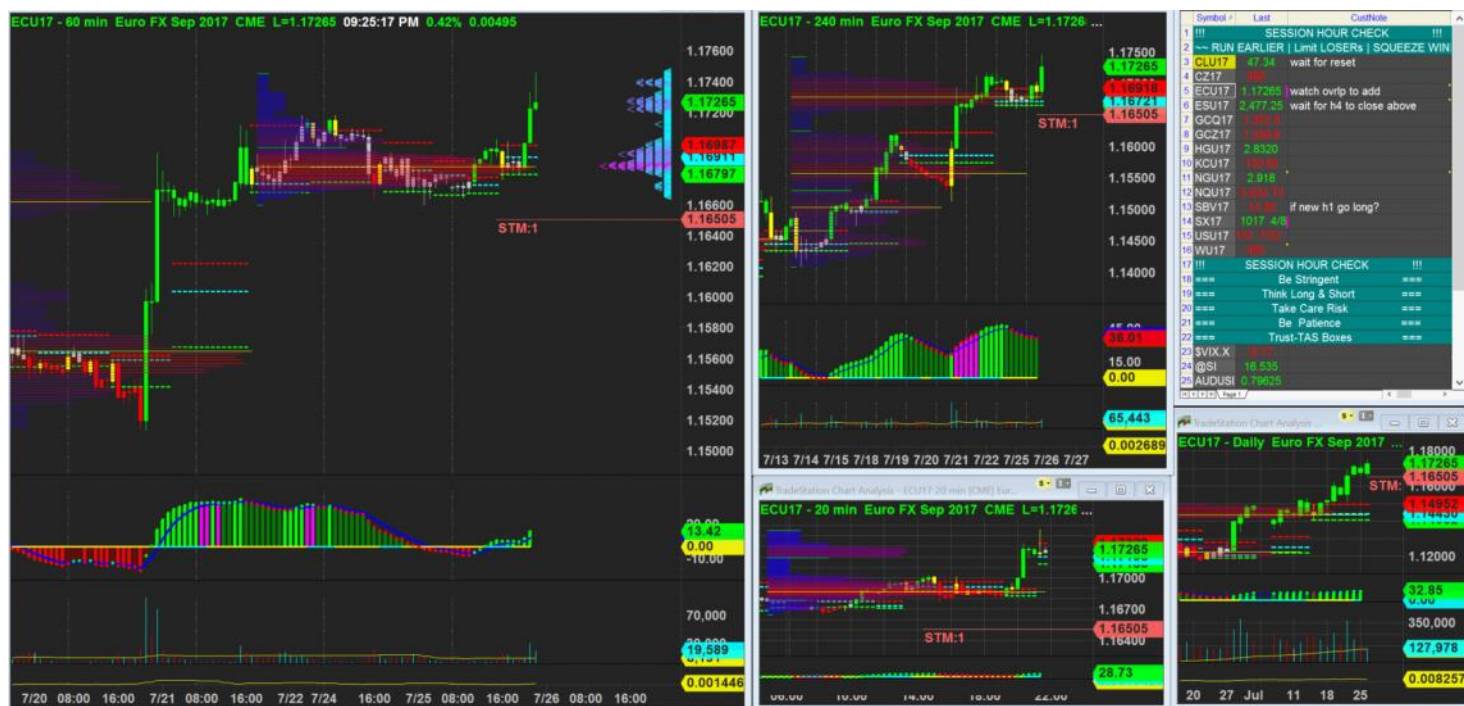 ECU17 - 60 min Euro FX Sep 2017 CME L=1.17265 09:25:17 PM 0.42% 0.00495
1.17600
1.17400
1.17265
1.17200
1.16987
1.16911
1.16797
1.16600
1.16505
STM:1
1.16400
1.16200
1.16000
1.15800
1.15600
1.15400
1.15200
1.15000
13.42
0.00
-10.00
70,000
19,589
0.001446
7/20 08:00 16:00 7/21 08:00 16:00 7/22 7/24 16:00 7/25 08:00 16:00 7/26 08:00 16:00
ECU17 - 240 min Euro FX Sep 2017 CME L=1.1726 ...
1.17500
1.17265
1.16918
1.16721
1.16505
STM:1
1.16000
1.15500
1.15000
1.14500
1.14000
36.01
15.00
0.00
65,443
0.002689
7/13 7/14 7/15 7/18 7/19 7/20 7/21 7/22 7/25 7/26 7/27
TradeStation Chart Analysis - ECU17 20 min [CME] Eur...
ECU17 - 20 min Euro FX Sep 2017 CME L=1.1726 ...
1.17265
1.17000
1.16700
1.16505
STM:1
1.16400
28.73
18:00 22:00
Symbol Last CustNote
1 !!! SESSION HOUR CHECK !!!
2 ~~ RUN EARLIER | Limit LOSERs | SQUEEZE WIN
3 CLU17 47.34 wait for reset
4 CZ17
5 ECU17 1.17265 watch ovrlp to add
6 ESU17 2,477.25 wait for h4 to close above
7 GCQ17
8 GCZ17
9 HGU17 2.8320
10 KCU17
11 NGU17 2.918
12 NQU17
13 SBV17 if new h1 go long?
14 SX17 1017 4/8
15 USU17
16 WU17
17 !!! SESSION HOUR CHECK !!!
18 === Be Stringent ===
19 === Think Long & Short ===
20 === Take Care Risk ===
21 === Be Patience ===
22 === Trust-TAS Boxes ===
23 $VIX.X
24 @SI 16.535
25 AUDUSI 0.79625
Page 1
TradeStation Chart Analysis ...
ECU17 - Daily Euro FX Sep 2017 ...
1.18000
1.17265
1.16505
STM:
1.16000
1.14953
1.12000
32.85
350,000
127,978
0.008257
20 27 Jul 11 18 25